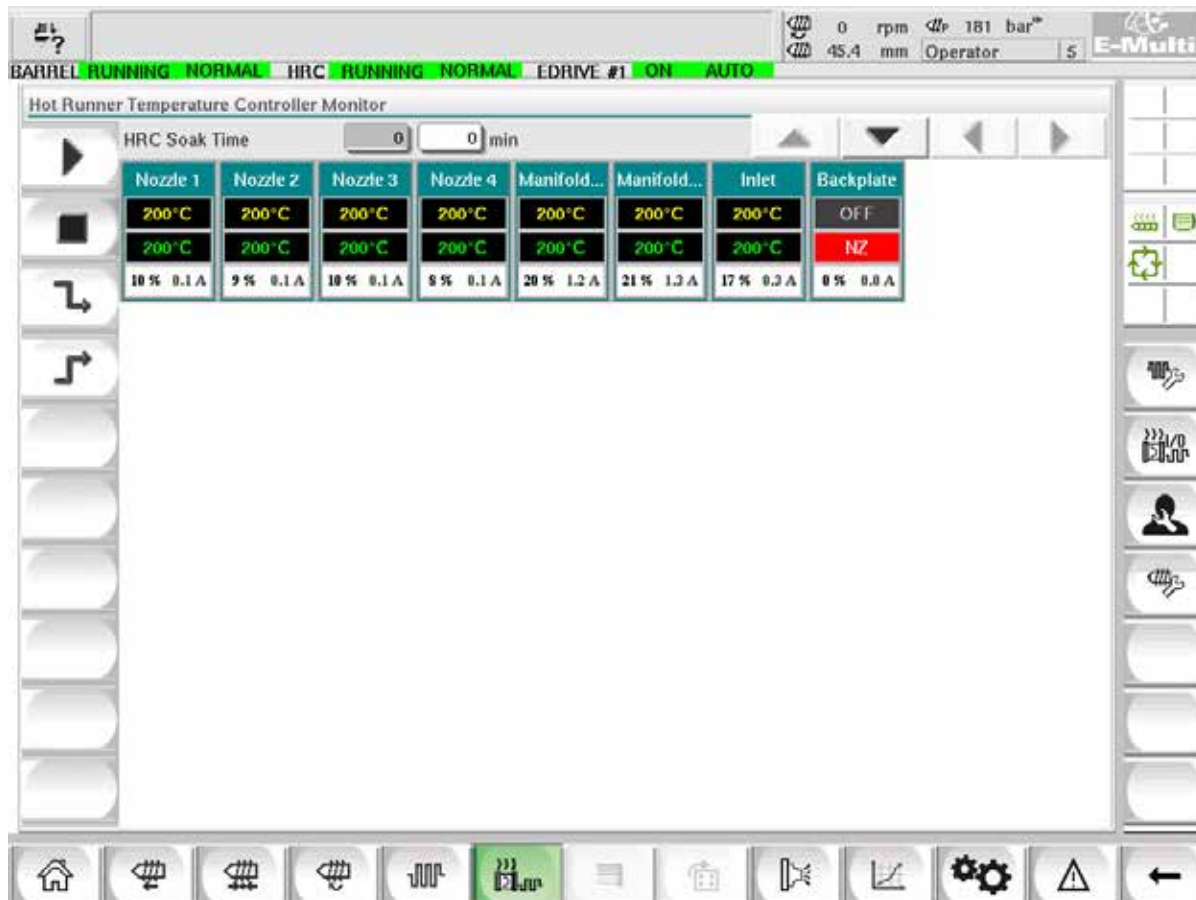 0 rpm P 181 bar
45.4 mm Operator 5
E-Multi
BARREL RUNNING NORMAL HRC RUNNING NORMAL EDRIVE #1 ON AUTO
Hot Runner Temperature Controller Monitor
HRC Soak Time 0 0 min
Nozzle 1 Nozzle 2 Nozzle 3 Nozzle 4 Manifold... Manifold... Inlet Backplate
200°C 200°C 200°C 200°C 200°C 200°C 200°C OFF
200°C 200°C 200°C 200°C 200°C 200°C 200°C NZ
10 % 0.1 A 9 % 0.1 A 10 % 0.1 A 8 % 0.1 A 20 % 1.2 A 21 % 1.3 A 17 % 0.3 A 0 % 0.0 A
I/O